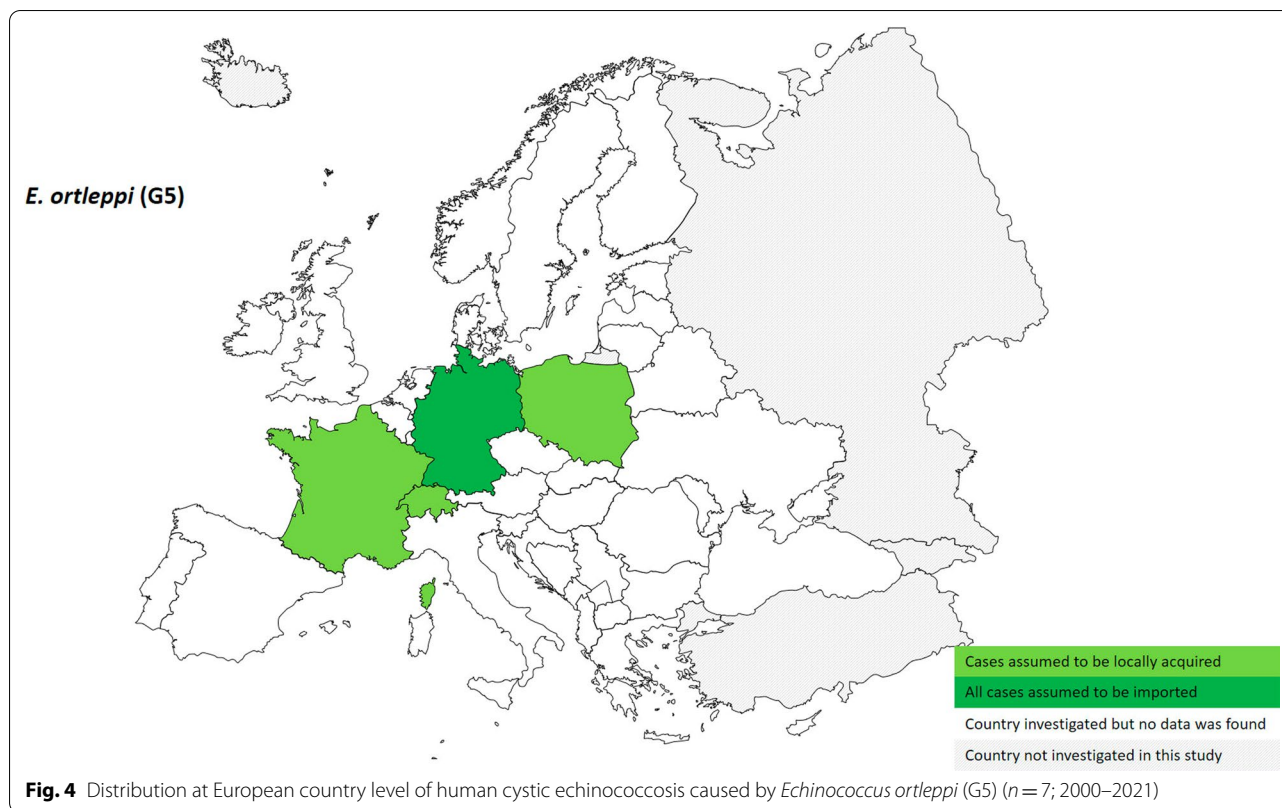 E. ortleppi (G5)
Cases assumed to be locally acquired
All cases assumed to be imported
Country investigated but no data was found
Country not investigated in this study
Fig. 4 Distribution at European country level of human cystic echinococcosis caused by Echinococcus ortleppi (G5) (n = 7; 2000–2021)